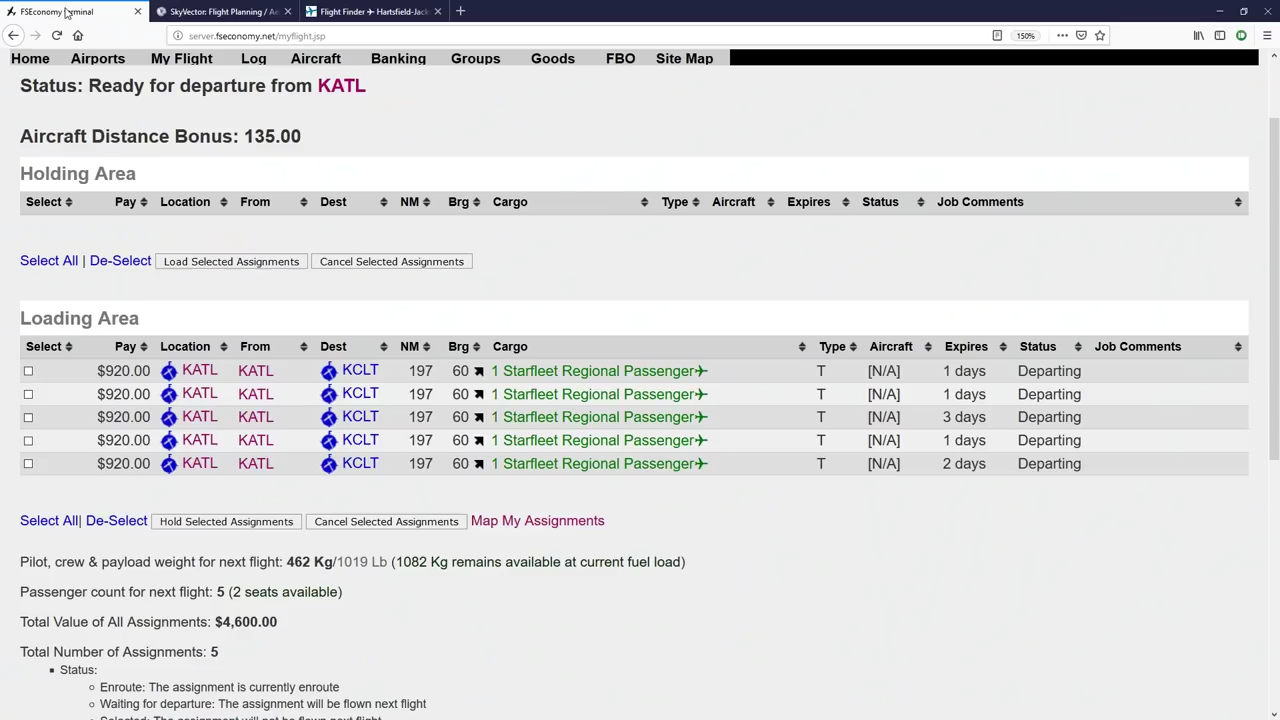 FSEconomy terminal
SkyVector: Flight Planning / Ae
Flight Finder ✈ Hartsfield-Jack
server.fseconomy.net/myflight.jsp
150%
Home Airports My Flight Log Aircraft Banking Groups Goods FBO Site Map
Status: Ready for departure from KATL
Aircraft Distance Bonus: 135.00
Holding Area
Select Pay Location From Dest NM Brg Cargo Type Aircraft Expires Status Job Comments
Select All | De-Select Load Selected Assignments Cancel Selected Assignments
Loading Area
Select Pay Location From Dest NM Brg Cargo Type Aircraft Expires Status Job Comments
$920.00 KATL KATL KCLT 197 60 1 Starfleet Regional Passenger✈ T [N/A] 1 days Departing
$920.00 KATL KATL KCLT 197 60 1 Starfleet Regional Passenger✈ T [N/A] 1 days Departing
$920.00 KATL KATL KCLT 197 60 1 Starfleet Regional Passenger✈ T [N/A] 3 days Departing
$920.00 KATL KATL KCLT 197 60 1 Starfleet Regional Passenger✈ T [N/A] 1 days Departing
$920.00 KATL KATL KCLT 197 60 1 Starfleet Regional Passenger✈ T [N/A] 2 days Departing
Select All| De-Select Hold Selected Assignments Cancel Selected Assignments Map My Assignments
Pilot, crew & payload weight for next flight: 462 Kg/1019 Lb (1082 Kg remains available at current fuel load)
Passenger count for next flight: 5 (2 seats available)
Total Value of All Assignments: $4,600.00
Total Number of Assignments: 5
Status:
Enroute: The assignment is currently enroute
Waiting for departure: The assignment will be flown next flight
Selected: The assignment will not be flown next flight